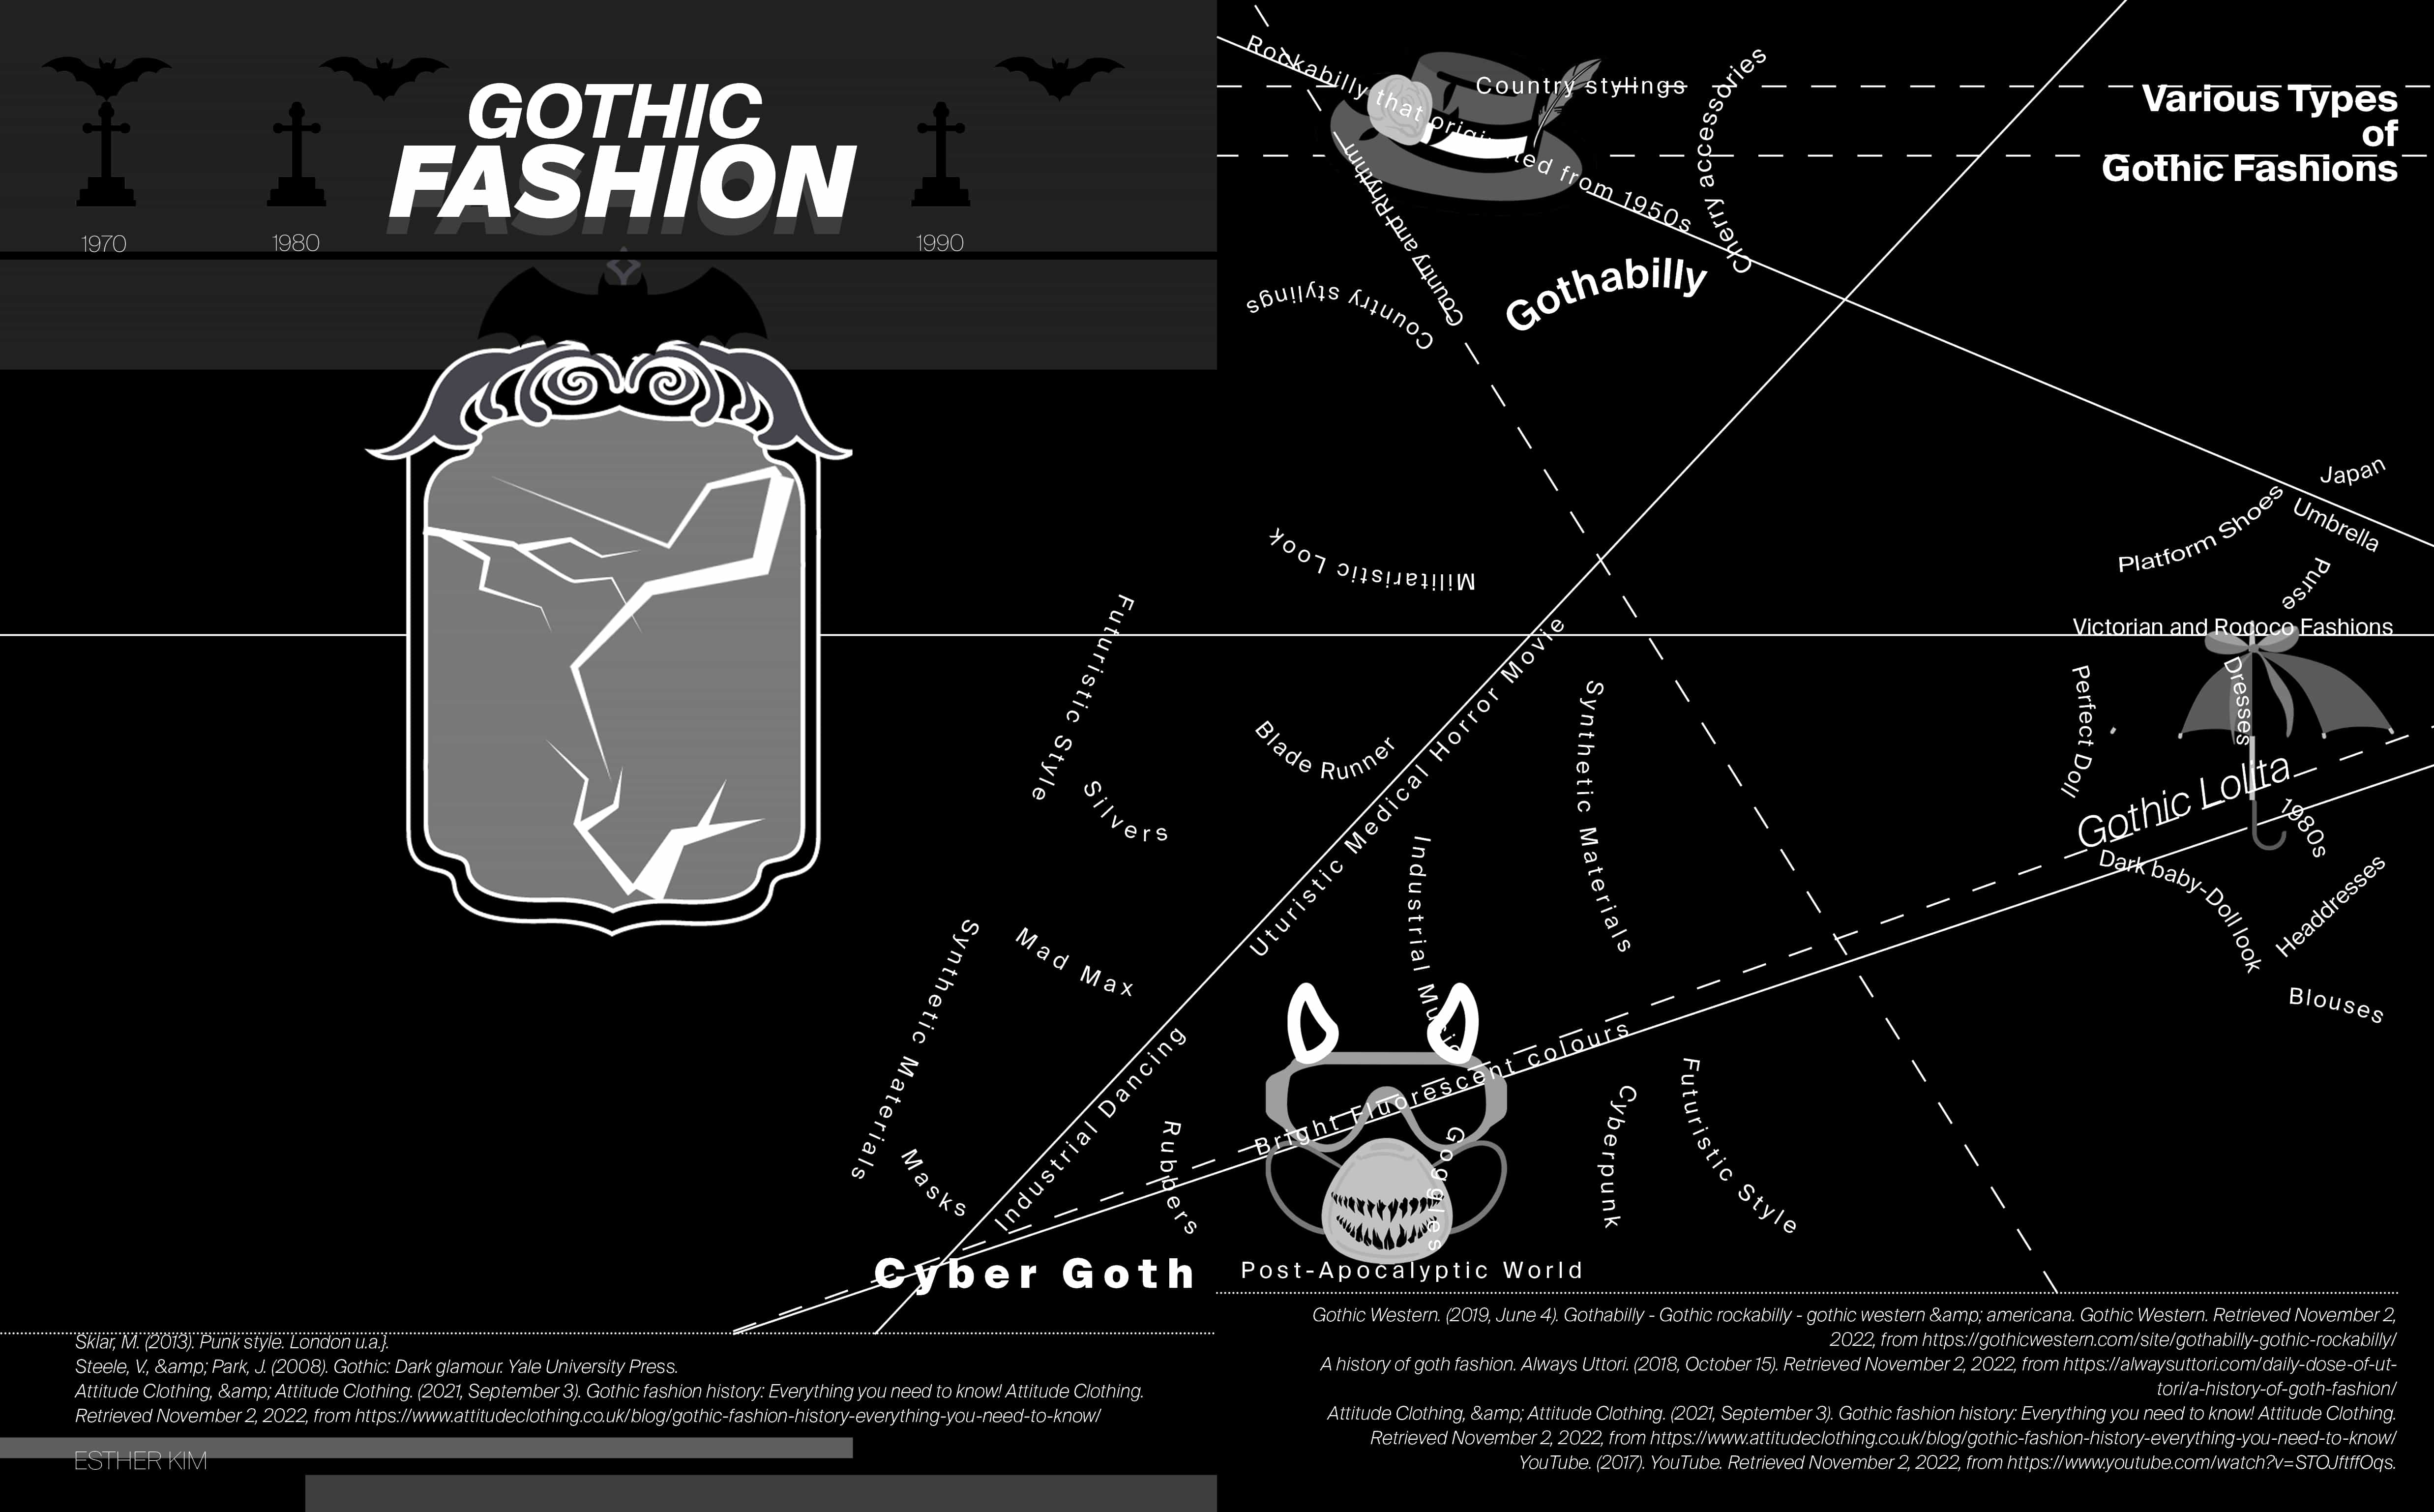 GOTHIC
FASHION
1970
1980
1990
Sklar, M. (2013). Punk style. London u.a.}.
Steele, V., &amp; Park, J. (2008). Gothic: Dark glamour. Yale University Press.
Attitude Clothing, &amp; Attitude Clothing. (2021, September 3). Gothic fashion history: Everything you need to know! Attitude Clothing.
Retrieved November 2, 2022, from https://www.attitudeclothing.co.uk/blog/gothic-fashion-history-everything-you-need-to-know/
ESTHER KIM
Various Types
of
Gothic Fashions
Rockabilly that originated from 1950s
Country stylings
Cherry accessories
Gothabilly
Country and Rhythm
Country stylings
Japan
Umbrella
Platform Shoes
Purse
Victorian and Rodoco Fashions
Dresses
Perfect Doll
Gothic Lolita
1980s
Dark baby-Doll look
Headdresses
Blouses
Militaristic Look
Synthetic Materials
Uturistic Medical Horror Movie
Blade Runner
Industrial Music
Bright Fluorescent colours
Goggles
Cyberpunk
Futuristic Style
Post-Apocalyptic World
Futuristic Style
Silvers
Mad Max
Industrial Dancing
Rubbers
Synthetic Materials
Masks
Cyber Goth
Gothic Western. (2019, June 4). Gothabilly - Gothic rockabilly - gothic western &amp; americana. Gothic Western. Retrieved November 2,
2022, from https://gothicwestern.com/site/gothabilly-gothic-rockabilly/
A history of goth fashion. Always Uttori. (2018, October 15). Retrieved November 2, 2022, from https://alwaysuttori.com/daily-dose-of-ut-
tori/a-history-of-goth-fashion/
Attitude Clothing, &amp; Attitude Clothing. (2021, September 3). Gothic fashion history: Everything you need to know! Attitude Clothing.
Retrieved November 2, 2022, from https://www.attitudeclothing.co.uk/blog/gothic-fashion-history-everything-you-need-to-know/
YouTube. (2017). YouTube. Retrieved November 2, 2022, from https://www.youtube.com/watch?v=STOJftffOqs.